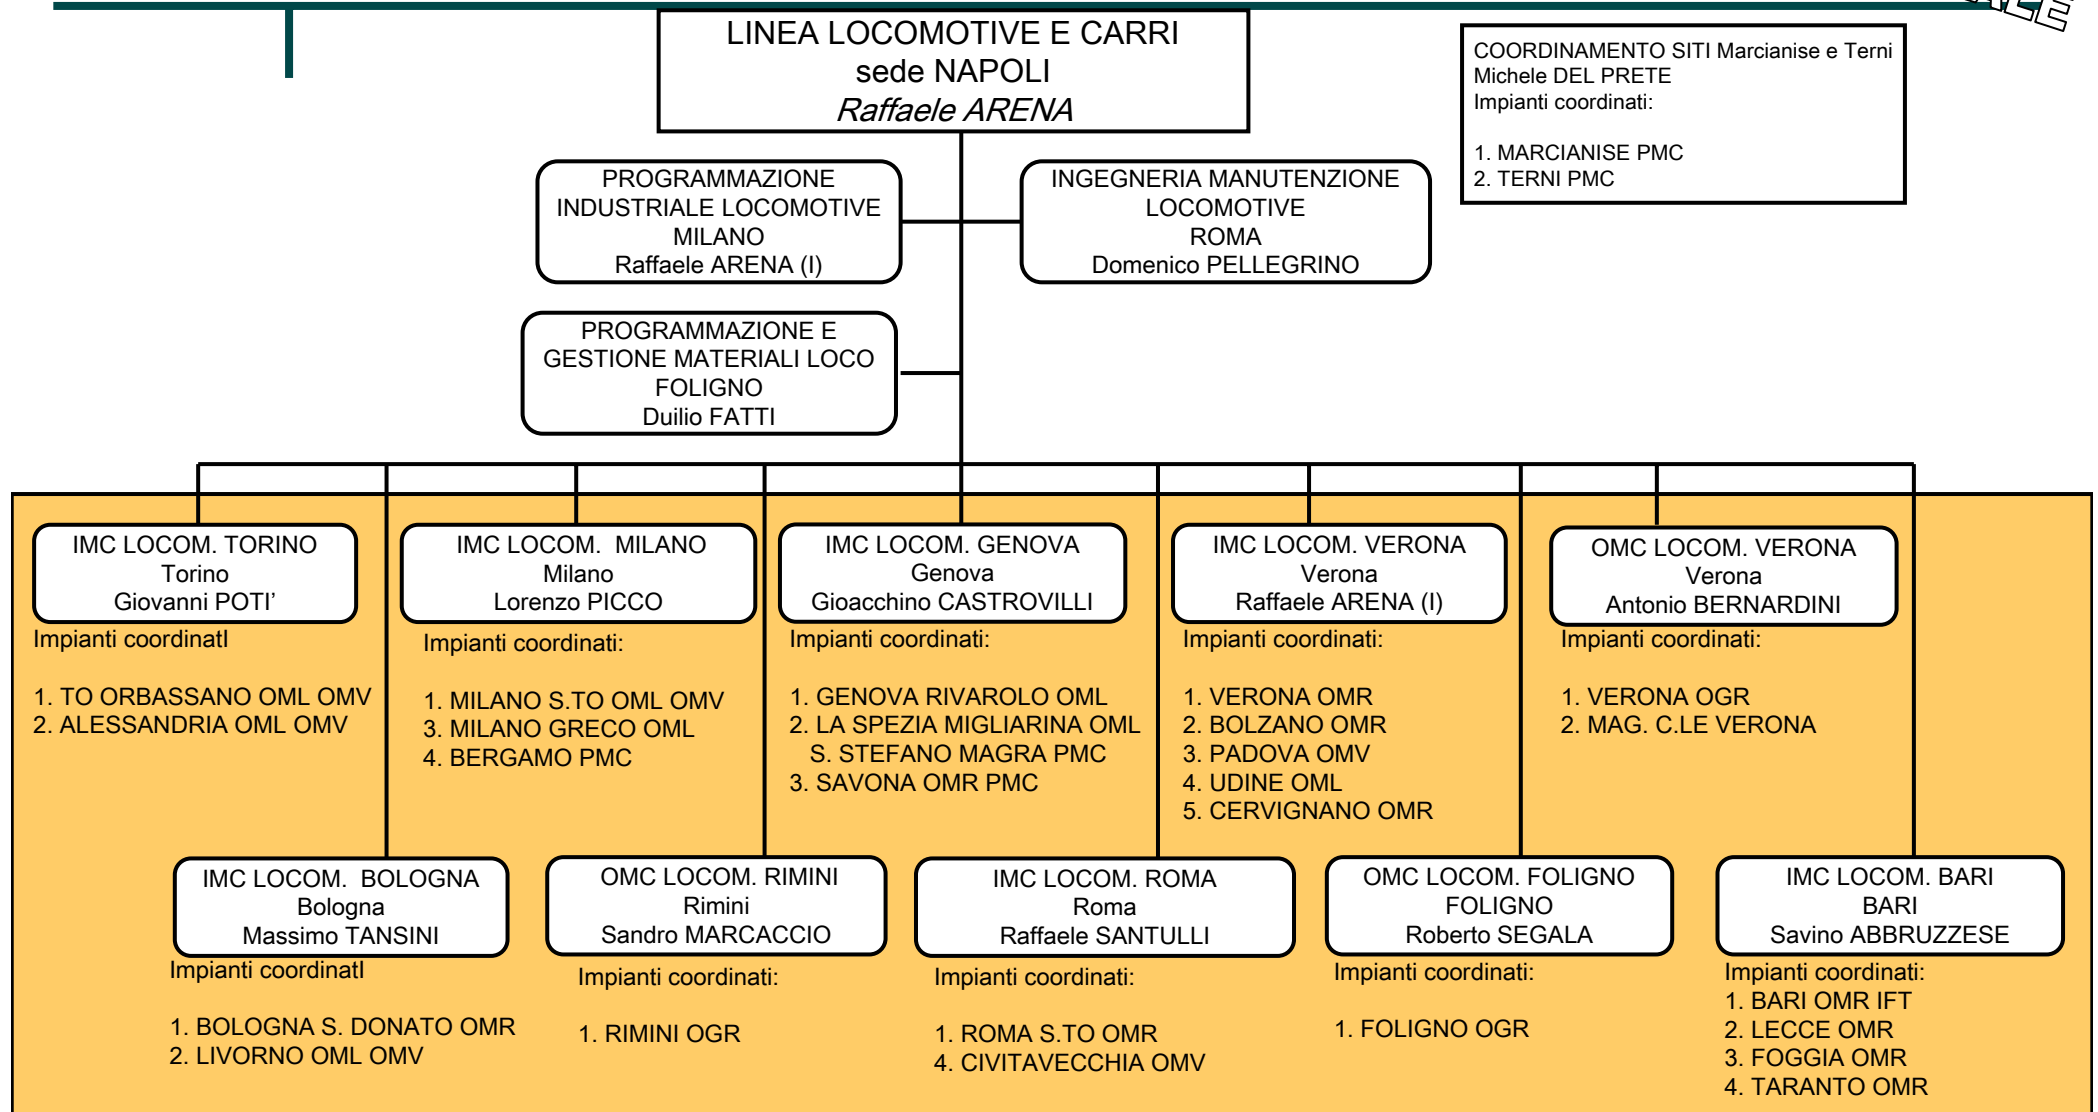 LINEA LOCOMOTIVE E CARRI
sede NAPOLI
Raffaele ARENA
COORDINAMENTO SITI Marcianise e Terni
Michele DEL PRETE
Impianti coordinati:
1. MARCIANISE PMC
2. TERNI PMC
PROGRAMMAZIONE
INDUSTRIALE LOCOMOTIVE
MILANO
Raffaele ARENA (I)
INGEGNERIA MANUTENZIONE
LOCOMOTIVE
ROMA
Domenico PELLEGRINO
PROGRAMMAZIONE E
GESTIONE MATERIALI LOCO
FOLIGNO
Duilio FATTI
IMC LOCOM. TORINO
Torino
Giovanni POTI’
Impianti coordinatI
1. TO ORBASSANO OML OMV
2. ALESSANDRIA OML OMV
IMC LOCOM. MILANO
Milano
Lorenzo PICCO
Impianti coordinati:
1. MILANO S.TO OML OMV
3. MILANO GRECO OML
4. BERGAMO PMC
IMC LOCOM. GENOVA
Genova
Gioacchino CASTROVILLI
Impianti coordinati:
1. GENOVA RIVAROLO OML
2. LA SPEZIA MIGLIARINA OML
S. STEFANO MAGRA PMC
3. SAVONA OMR PMC
IMC LOCOM. VERONA
Verona
Raffaele ARENA (I)
Impianti coordinati:
1. VERONA OMR
2. BOLZANO OMR
3. PADOVA OMV
4. UDINE OML
5. CERVIGNANO OMR
OMC LOCOM. VERONA
Verona
Antonio BERNARDINI
Impianti coordinati:
1. VERONA OGR
2. MAG. C.LE VERONA
IMC LOCOM. BOLOGNA
Bologna
Massimo TANSINI
Impianti coordinatI
1. BOLOGNA S. DONATO OMR
2. LIVORNO OML OMV
OMC LOCOM. RIMINI
Rimini
Sandro MARCACCIO
Impianti coordinati:
1. RIMINI OGR
IMC LOCOM. ROMA
Roma
Raffaele SANTULLI
Impianti coordinati:
1. ROMA S.TO OMR
4. CIVITAVECCHIA OMV
OMC LOCOM. FOLIGNO
FOLIGNO
Roberto SEGALA
Impianti coordinati:
1. FOLIGNO OGR
IMC LOCOM. BARI
BARI
Savino ABBRUZZESE
Impianti coordinati:
1. BARI OMR IFT
2. LECCE OMR
3. FOGGIA OMR
4. TARANTO OMR